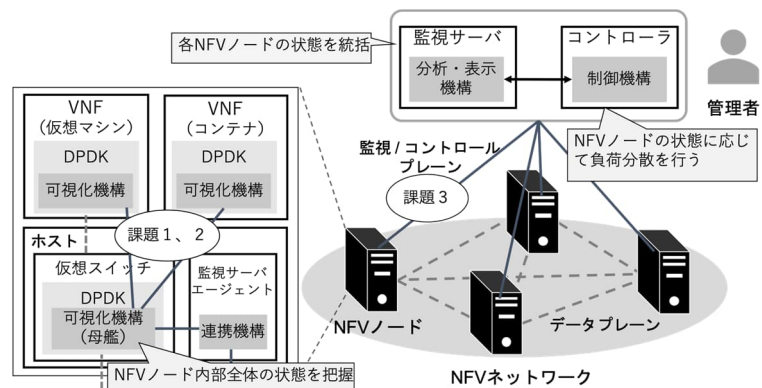 各NFVノードの状態を統括
監視サーバ
分析・表示
機構
コントローラ
制御機構
管理者
NFVノードの状態に応じ
て負荷分散を行う
監視 / コントロール
プレーン
課題３
VNF
(仮想マシン)
DPDK
可視化機構
VNF
(コンテナ)
DPDK
可視化機構
課題１、２
ホスト
仮想スイッチ
DPDK
可視化機構
(母艦)
監視サーバ
エージェント
連携機構
NFVノード内部全体の状態を把握
NFVノード
データプレーン
NFVネットワーク